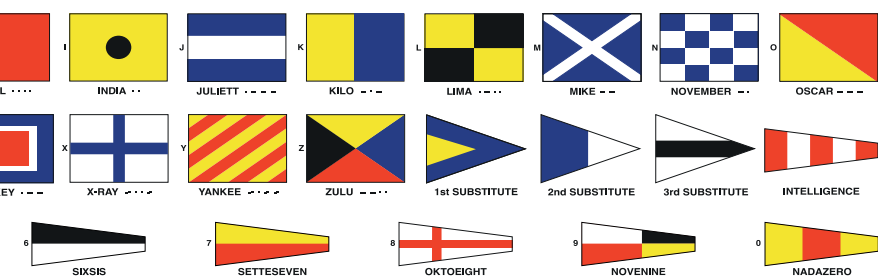 I J K L M N O
L ···· INDIA ·· JULIETT ·--- KILO -·- LIMA ·-·· MIKE -- NOVEMBER -· OSCAR ---
X Y Z
EY ·-- X-RAY -··- YANKEE -·-- ZULU --·· 1st SUBSTITUTE 2nd SUBSTITUTE 3rd SUBSTITUTE INTELLIGENCE
6 7 8 9 0
SIXSIS SETTESEVEN OKTOEIGHT NOVENINE NADAZERO